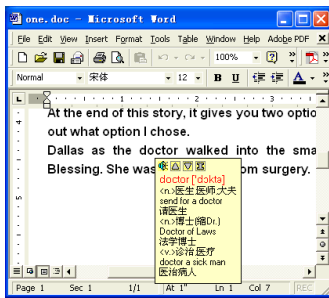 one.doc - Microsoft Word
File Edit View Insert Format Tools Table Window Help Adobe PDF
100%
Normal 宋体 12 B U A
1 2 3
At the end of this story, it gives you two optio
out what option I chose.
Dallas as the doctor walked into the sma
Blessing. She was om surgery.
doctor ['dɔktə]
<n.>医生,医师;大夫
send for a doctor
请医生
<n.>博士(缩Dr.)
Doctor of Laws
法学博士
<v.>诊治,医疗
doctor a sick man
医治病人
Page 1 Sec 1 1/1 At 1" Ln 1 Col 7 REC